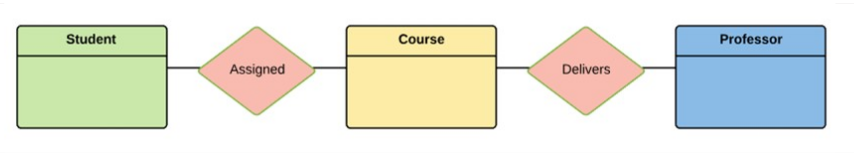 Student
Assigned
Course
Delivers
Professor